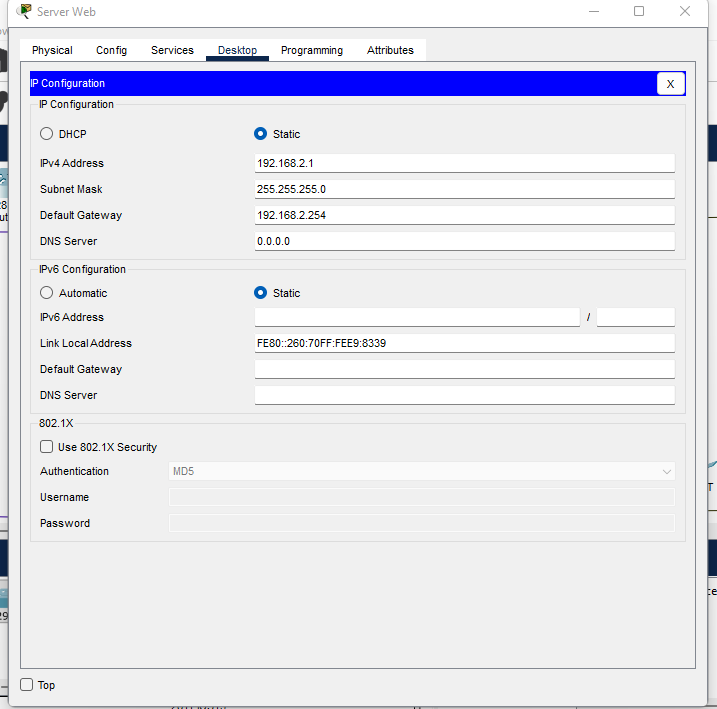 Server Web
Physical Config Services Desktop Programming Attributes
IP Configuration X
IP Configuration
DHCP Static
IPv4 Address 192.168.2.1
Subnet Mask 255.255.255.0
Default Gateway 192.168.2.254
DNS Server 0.0.0.0
IPv6 Configuration
Automatic Static
IPv6 Address /
Link Local Address FE80::260:70FF:FEE9:8339
Default Gateway
DNS Server
802.1X
Use 802.1X Security
Authentication MD5
Username
Password
Top